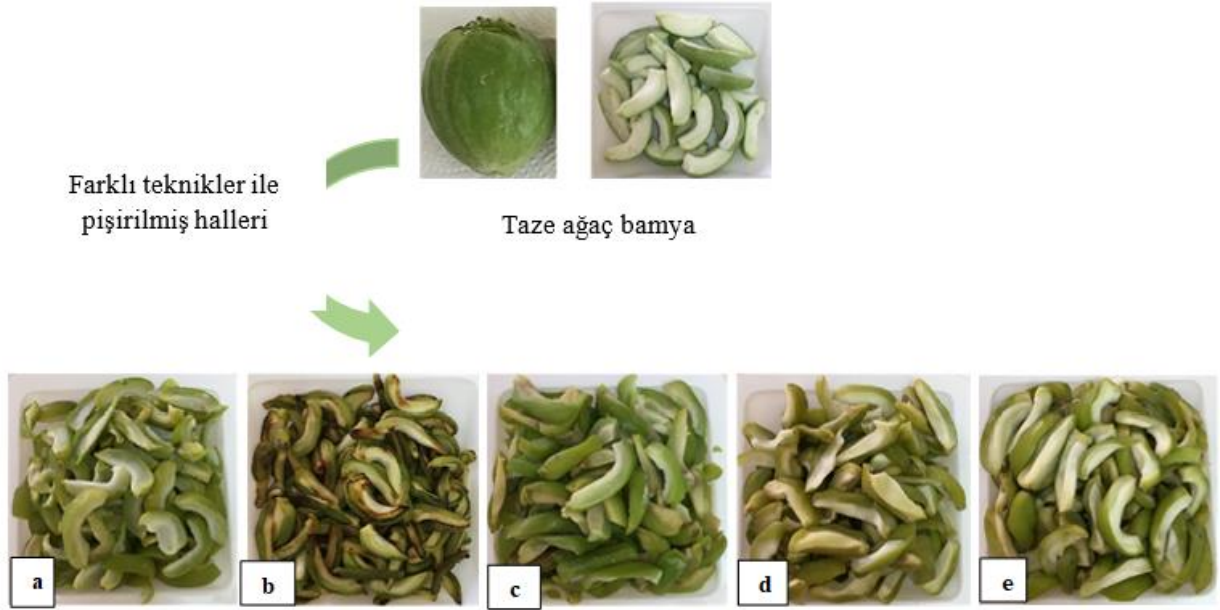 Farklı teknikler ile
pişirilmiş halleri
Taze ağaç bamya
a
b
c
d
e